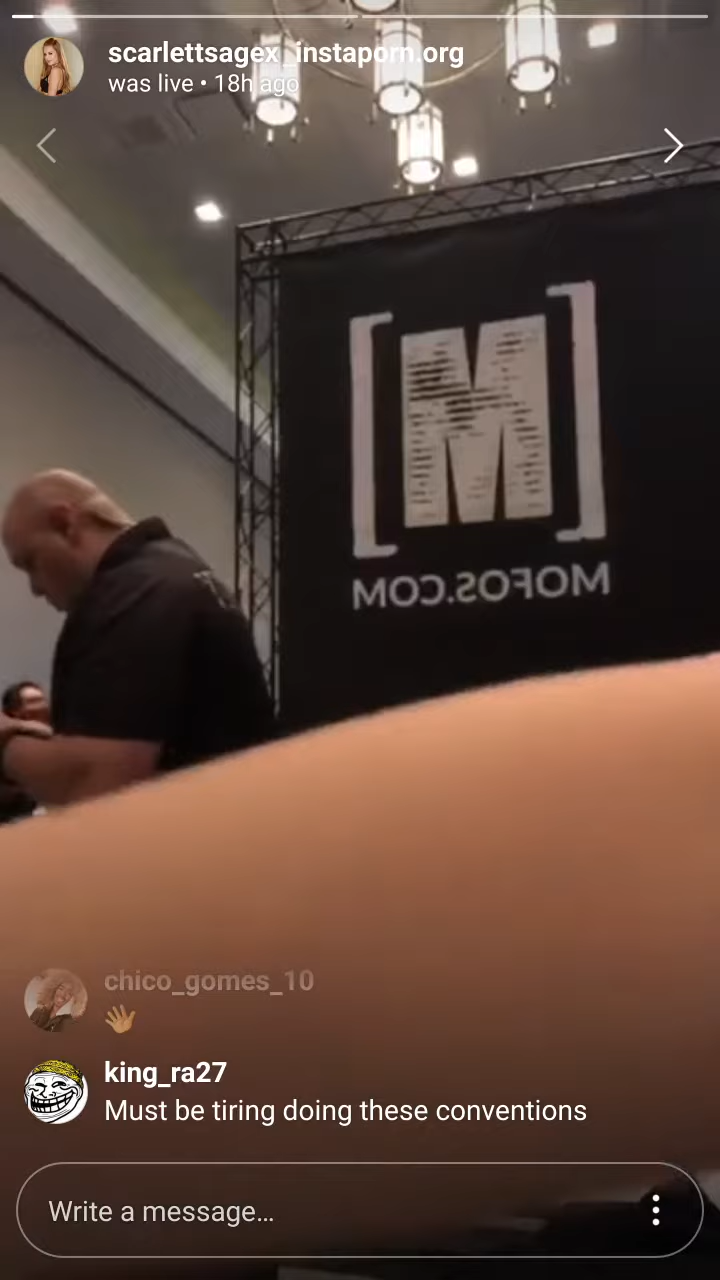 scarlettsagex_instaporn.org
was live • 18h ago
[M]
MOFOS.COM
chico_gomes_10
👋
king_ra27
Must be tiring doing these conventions
Write a message…